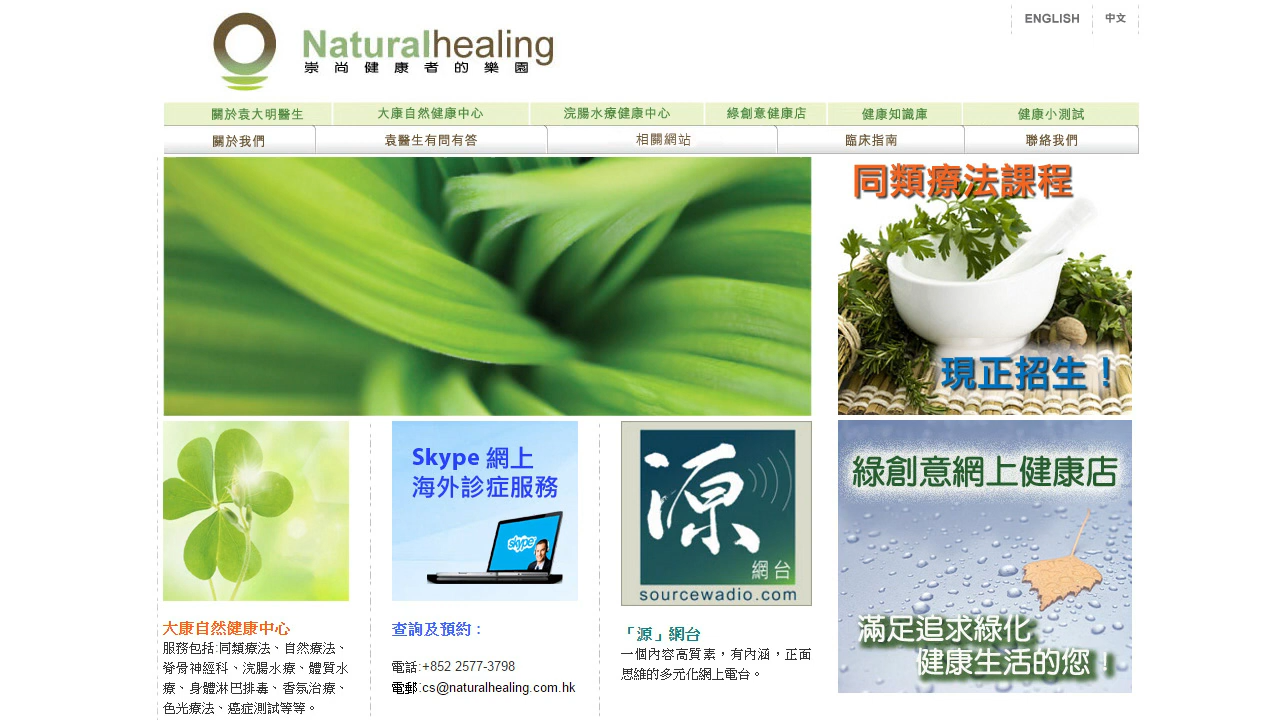 ENGLISH
中文
Naturalhealing
崇尚健康者的樂園
關於袁大明醫生
大康自然健康中心
浣腸水療健康中心
綠創意健康店
健康知識庫
健康小測試
關於我們
袁醫生有問有答
相關網站
臨床指南
聯絡我們
同類療法課程
現正招生！
Skype 網上
海外診症服務
skype
源
網台
sourcewadio.com
綠創意網上健康店
滿足追求綠化
健康生活的您！
大康自然健康中心
服務包括:同類療法、自然療法、
脊骨神經科、浣腸水療、體質水
療、身體淋巴排毒、香氛治療、
色光療法、癌症測試等等。
查詢及預約：
電話:+852 2577-3798
電郵:cs@naturalhealing.com.hk
「源」網台
一個內容高質素，有內涵，正面
思維的多元化網上電台。